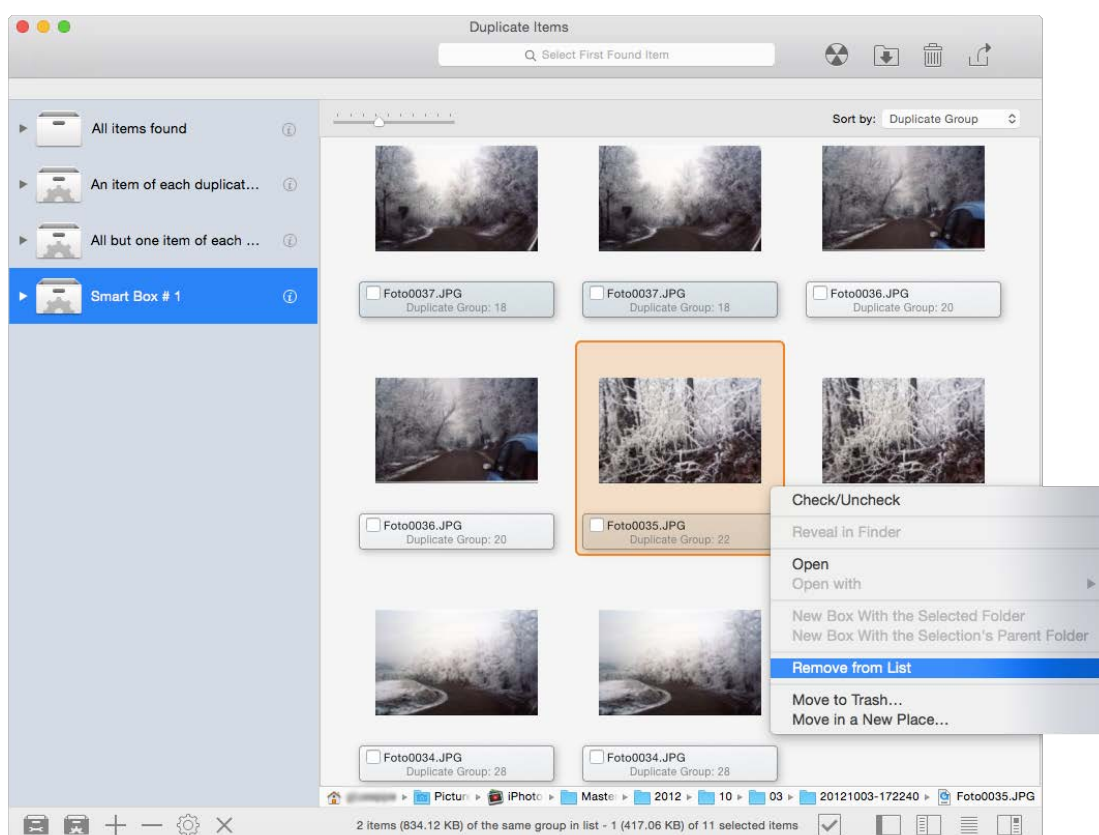 Duplicate Items
Select First Found Item
All items found
An item of each duplicat...
All but one item of each ...
Smart Box # 1
Sort by: Duplicate Group
Foto0037.JPG
Duplicate Group: 18
Foto0037.JPG
Duplicate Group: 18
Foto0036.JPG
Duplicate Group: 20
Foto0036.JPG
Duplicate Group: 20
Foto0035.JPG
Duplicate Group: 22
Check/Uncheck
Reveal in Finder
Open
Open with
New Box With the Selected Folder
New Box With the Selection's Parent Folder
Remove from List
Move to Trash...
Move in a New Place...
Foto0034.JPG
Duplicate Group: 28
Foto0034.JPG
Duplicate Group: 28
Pictur iPhoto Maste 2012 10 03 20121003-172240 Foto0035.JPG
2 items (834.12 KB) of the same group in list - 1 (417.06 KB) of 11 selected items